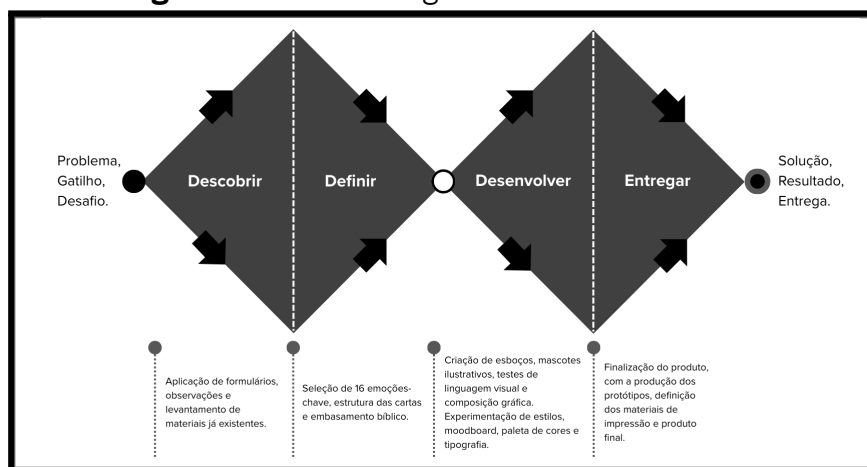 Problema,
Gatilho,
Desafio.
Descobrir
Definir
Desenvolver
Entregar
Solução,
Resultado,
Entrega.
Aplicação de formulários,
observações e
levantamento de
materiais já existentes.
Seleção de 16 emoções-
chave, estrutura das cartas
e embasamento bíblico.
Criação de esboços, mascotes
ilustrativos, testes de
linguagem visual e
composição gráfica.
Experimentação de estilos,
moodboard, paleta de cores e
tipografia.
Finalização do produto,
com a produção dos
protótipos, definição
dos materiais de
impressão e produto
final.